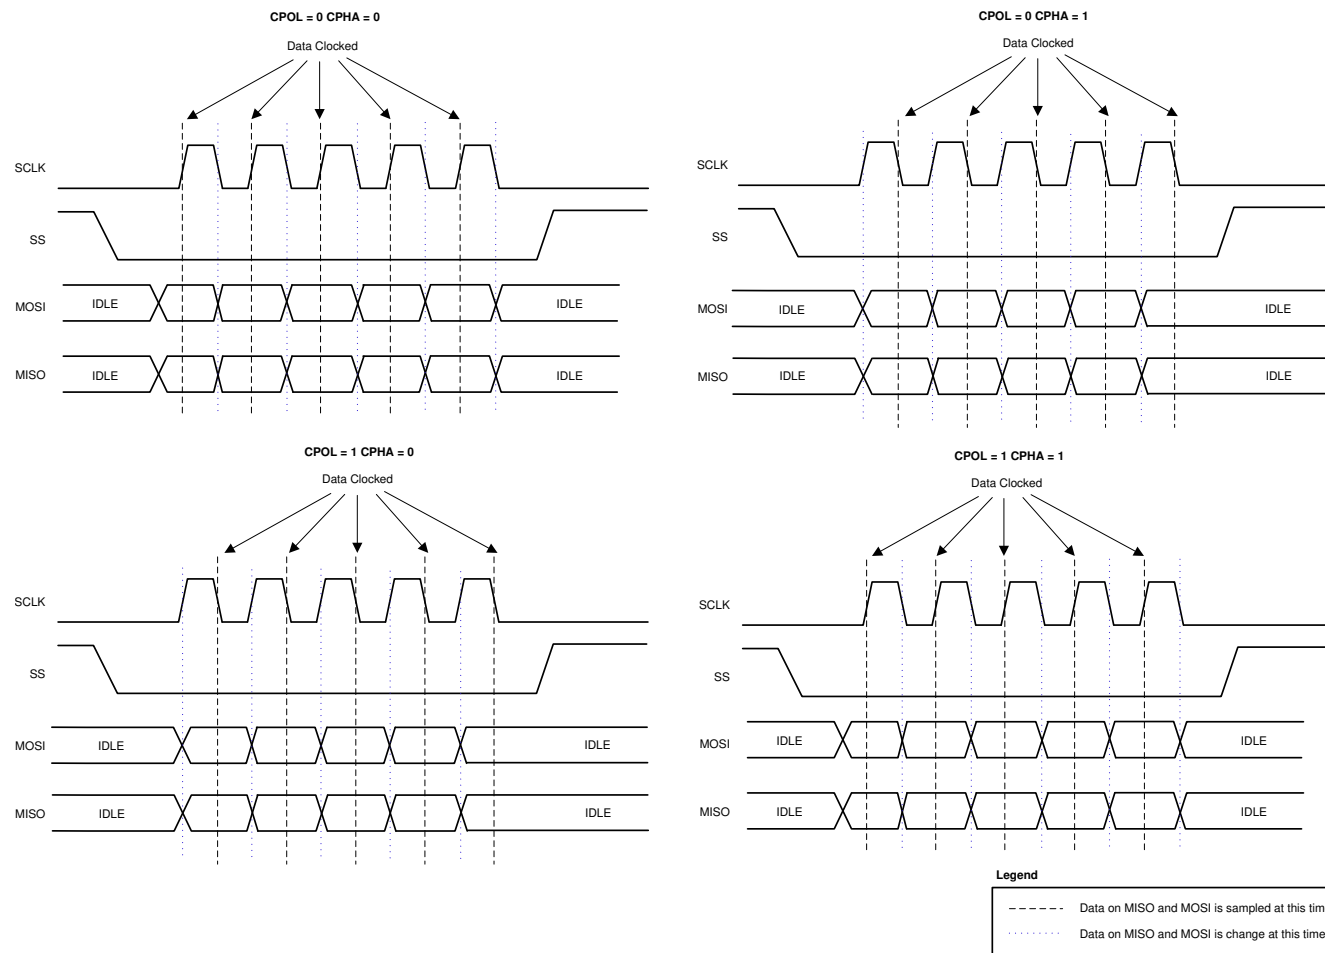 CPOL = 0 CPHA = 0
Data Clocked
SCLK
SS
MOSI IDLE IDLE
MISO IDLE IDLE
CPOL = 0 CPHA = 1
Data Clocked
SCLK
SS
MOSI IDLE IDLE
MISO IDLE IDLE
CPOL = 1 CPHA = 0
Data Clocked
SCLK
SS
MOSI IDLE IDLE
MISO IDLE IDLE
CPOL = 1 CPHA = 1
Data Clocked
SCLK
SS
MOSI IDLE IDLE
MISO IDLE IDLE
Legend
Data on MISO and MOSI is sampled at this tim
Data on MISO and MOSI is change at this time